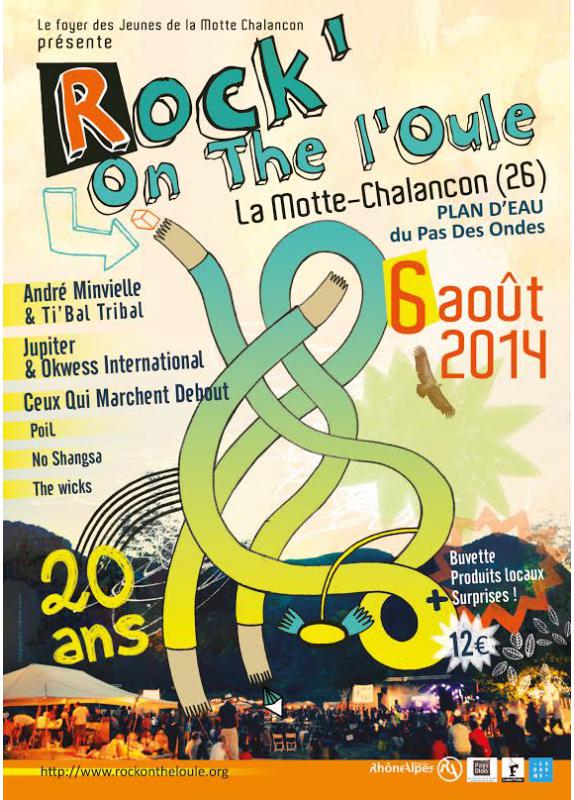 Le foyer des Jeunes de la Motte Chalancon
présente
Rock'
On The l'Oule
La Motte-Chalancon (26)
PLAN D'EAU
du Pas Des Ondes
6 août
2014
André Minvielle
& Ti'Bal Tribal
Jupiter
& Okwess International
Ceux Qui Marchent Debout
PoiL
No Shangsa
The wicks
20
ans
Buvette
Produits locaux
+ Surprises !
12€
http://www.rockontheloule.org
RhôneAlpes
PaysDiois
LADROME